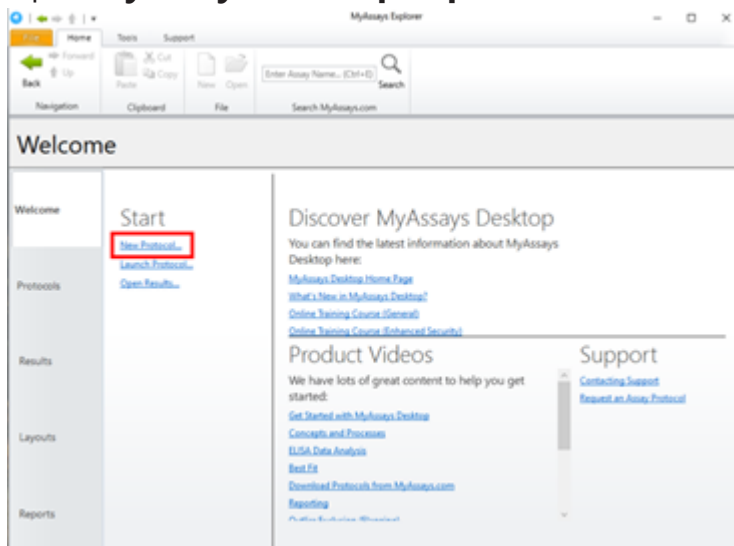 MyAssays Explorer
File Home Tools Support
Back
Forward
Up
Navigation
Paste
Cut
Copy
Clipboard
New Open
File
Enter Assay Name... (Ctrl+E)
Search
Search MyAssays.com
Welcome
Welcome
Protocols
Results
Layouts
Reports
Start
New Protocol...
Launch Protocol...
Open Results...
Discover MyAssays Desktop
You can find the latest information about MyAssays
Desktop here:
MyAssays Desktop Home Page
What's New in MyAssays Desktop?
Online Training Course (General)
Online Training Course (Enhanced Security)
Product Videos
We have lots of great content to help you get
started:
Get Started with MyAssays Desktop
Concepts and Processes
ELISA Data Analysis
Best Fit
Download Protocols from MyAssays.com
Reporting
Support
Contacting Support
Request an Assay Protocol